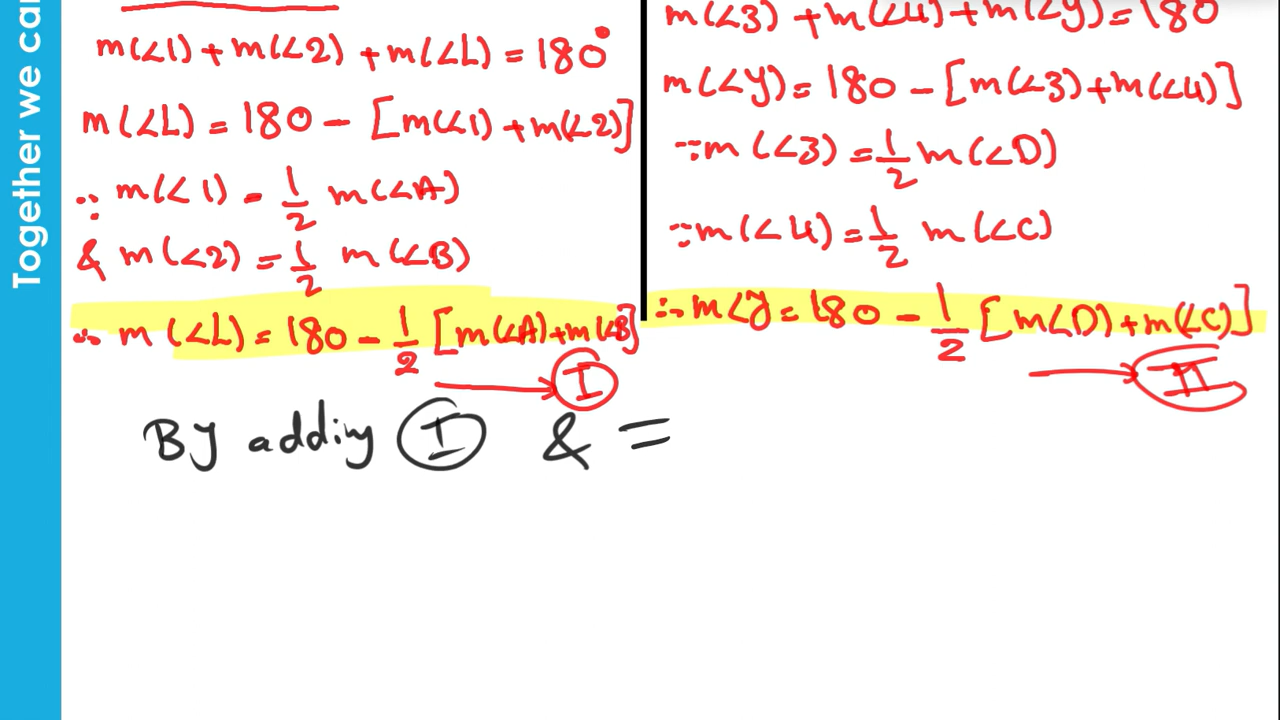 Together we can
m(∠1) + m(∠2) + m(∠L) = 180°
m(∠L) = 180 - [m(∠1) + m(∠2)]
∵ m(∠1) = 1/2 m(∠A)
& m(∠2) = 1/2 m(∠B)
∴ m(∠L) = 180 - 1/2 [m(∠A) + m(∠B]
I
m(∠3) + m(∠4) + m(∠y) = 180
m(∠y) = 180 - [m(∠3) + m(∠4)]
∵ m(∠3) = 1/2 m(∠D)
∵ m(∠4) = 1/2 m(∠C)
∴ m∠y = 180 - 1/2 [m(∠D) + m(∠C)]
II
By adding I & =